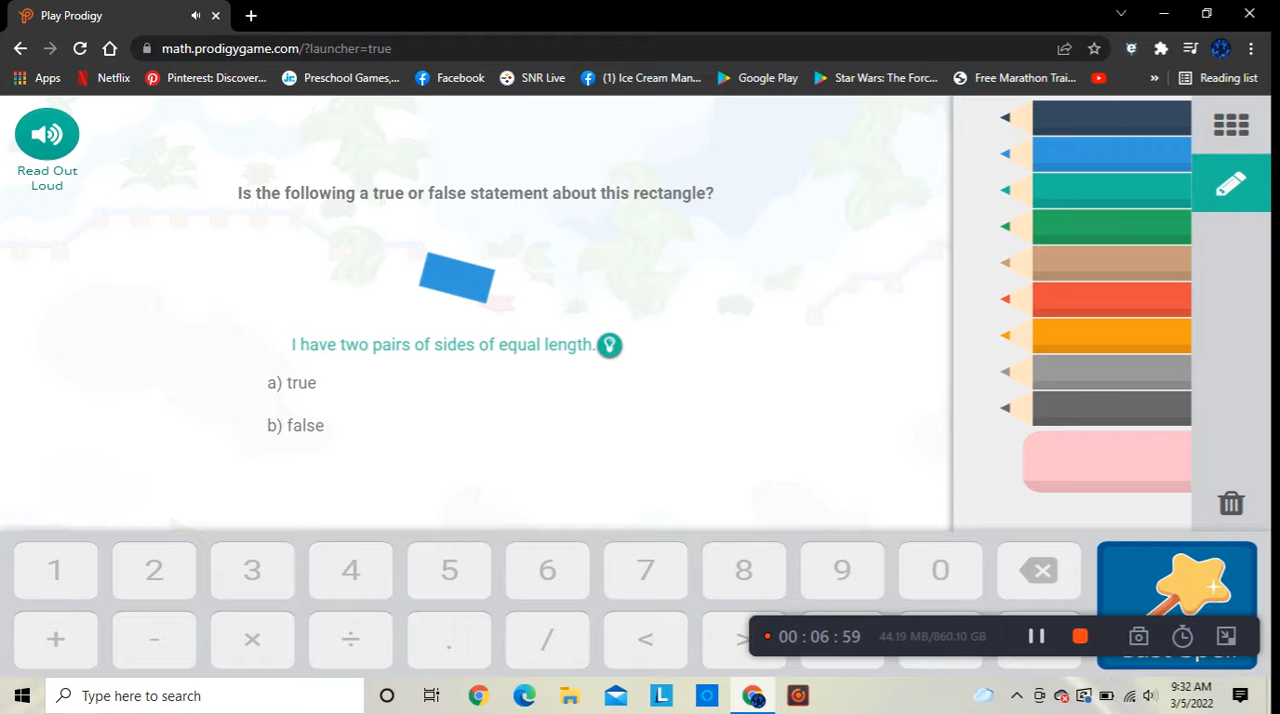 Play Prodigy
math.prodigygame.com/?launcher=true
Apps
Netflix
Pinterest: Discover...
Preschool Games,...
Facebook
SNR Live
(1) Ice Cream Man...
Google Play
Star Wars: The Forc...
Free Marathon Trai...
»
Reading list
Read Out
Loud
Is the following a true or false statement about this rectangle?
I have two pairs of sides of equal length.
a) true
b) false
1 2 3 4 5 6 7 8 9 0
+ - × ÷ . / < >
00 : 06 : 59
44.19 MB/860.10 GB
Type here to search
9:32 AM
3/5/2022